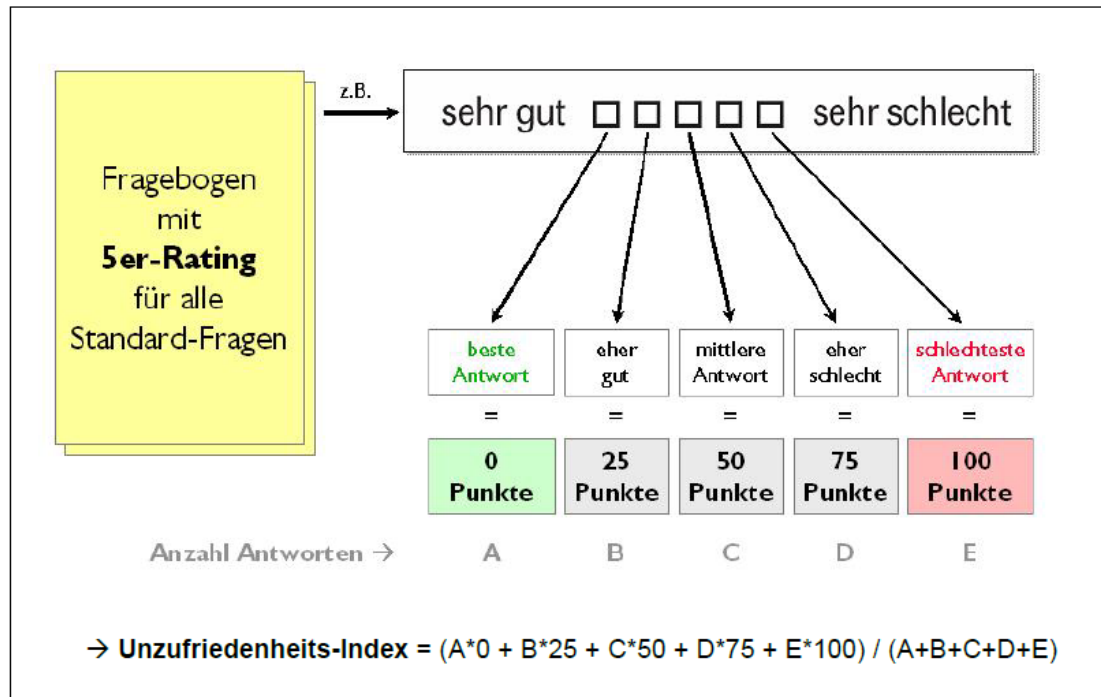 Fragebogen
mit
5er-Rating
für alle
Standard-Fragen
z.B.
sehr gut □ □ □ □ □ sehr schlecht
beste
Antwort
eher
gut
mittlere
Antwort
eher
schlecht
schlechteste
Antwort
= = = = =
0
Punkte
25
Punkte
50
Punkte
75
Punkte
100
Punkte
Anzahl Antworten → A B C D E
→ Unzufriedenheits-Index = (A*0 + B*25 + C*50 + D*75 + E*100) / (A+B+C+D+E)